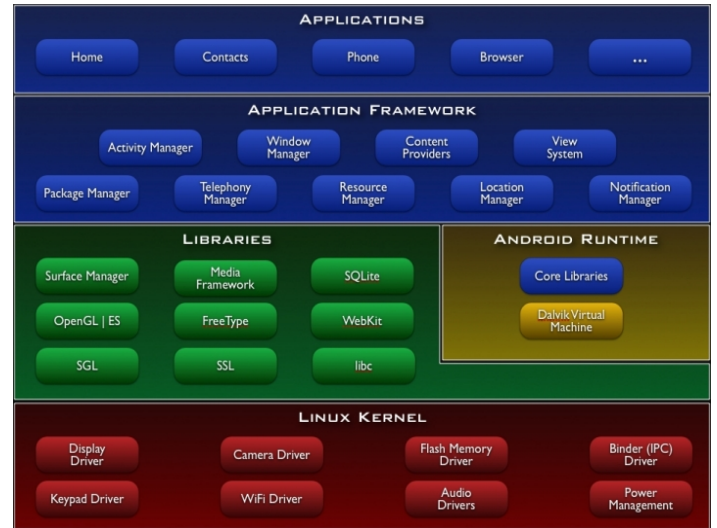 APPLICATIONS
Home
Contacts
Phone
Browser
...
APPLICATION FRAMEWORK
Activity Manager
Window
Manager
Content
Providers
View
System
Package Manager
Telephony
Manager
Resource
Manager
Location
Manager
Notification
Manager
LIBRARIES
Surface Manager
Media
Framework
SQLite
OpenGL | ES
FreeType
WebKit
SGL
SSL
libc
ANDROID RUNTIME
Core Libraries
Dalvik Virtual
Machine
LINUX KERNEL
Display
Driver
Camera Driver
Flash Memory
Driver
Binder (IPC)
Driver
Keypad Driver
WiFi Driver
Audio
Drivers
Power
Management